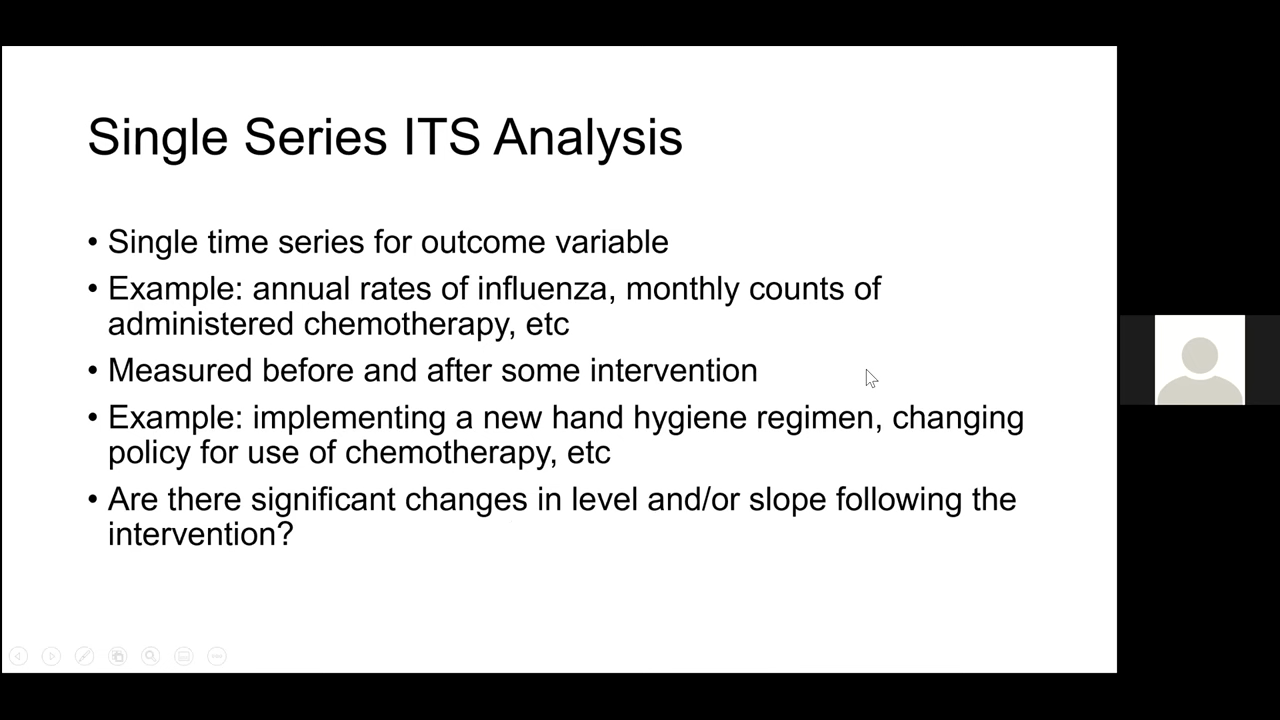 Single Series ITS Analysis
• Single time series for outcome variable
• Example: annual rates of influenza, monthly counts of
administered chemotherapy, etc
• Measured before and after some intervention
• Example: implementing a new hand hygiene regimen, changing
policy for use of chemotherapy, etc
• Are there significant changes in level and/or slope following the
intervention?